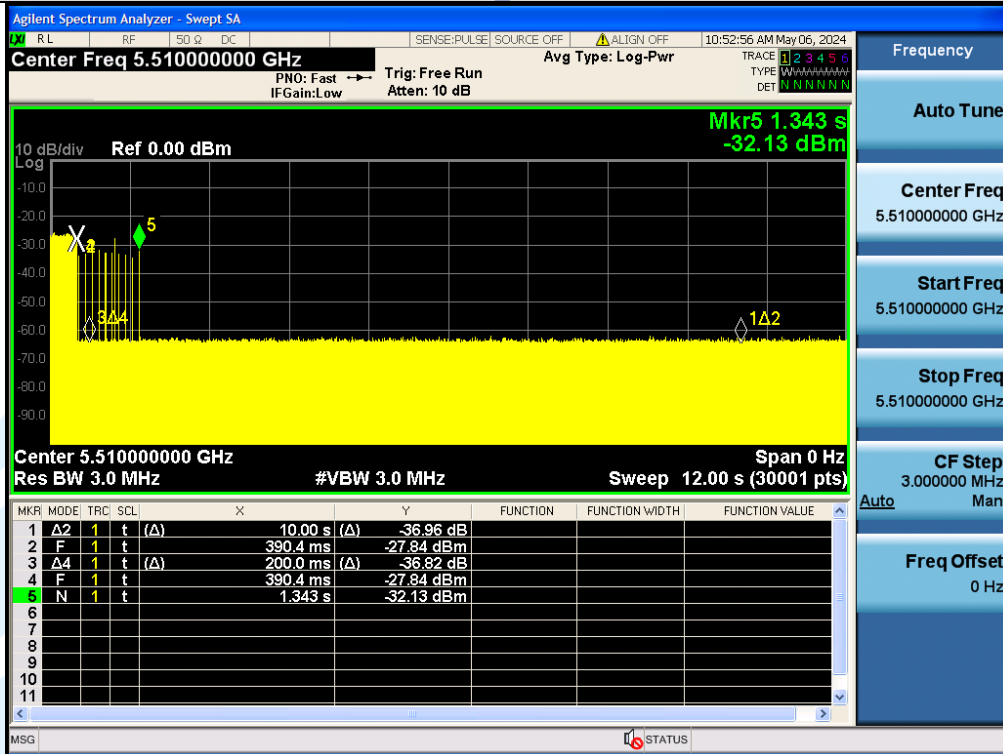 Agilent Spectrum Analyzer - Swept SA
LXI RL RF 50 Ω DC SENSE:PULSE SOURCE OFF ALIGN OFF 10:52:56 AM May 06, 2024
Center Freq 5.510000000 GHz Avg Type: Log-Pwr TRACE 1 2 3 4 5 6
PNO: Fast Trig: Free Run TYPE
IFGain:Low Atten: 10 dB DET N N N N N N
Mkr5 1.343 s
10 dB/div Ref 0.00 dBm -32.13 dBm
Log
-10.0
-20.0
5
-30.0
-40.0
-50.0
3Δ4 1Δ2
-60.0
-70.0
-80.0
-90.0
Center 5.510000000 GHz Span 0 Hz
Res BW 3.0 MHz #VBW 3.0 MHz Sweep 12.00 s (30001 pts)
MKR MODE TRC SCL X Y FUNCTION FUNCTION WIDTH FUNCTION VALUE
1 Δ2 1 t (Δ) 10.00 s (Δ) -36.96 dB
2 F 1 t 390.4 ms -27.84 dBm
3 Δ4 1 t (Δ) 200.0 ms (Δ) -36.82 dB
4 F 1 t 390.4 ms -27.84 dBm
5 N 1 t 1.343 s -32.13 dBm
6
7
8
9
10
11
MSG STATUS
Frequency
Auto Tune
Center Freq
5.510000000 GHz
Start Freq
5.510000000 GHz
Stop Freq
5.510000000 GHz
CF Step
3.000000 MHz
Auto Man
Freq Offset
0 Hz